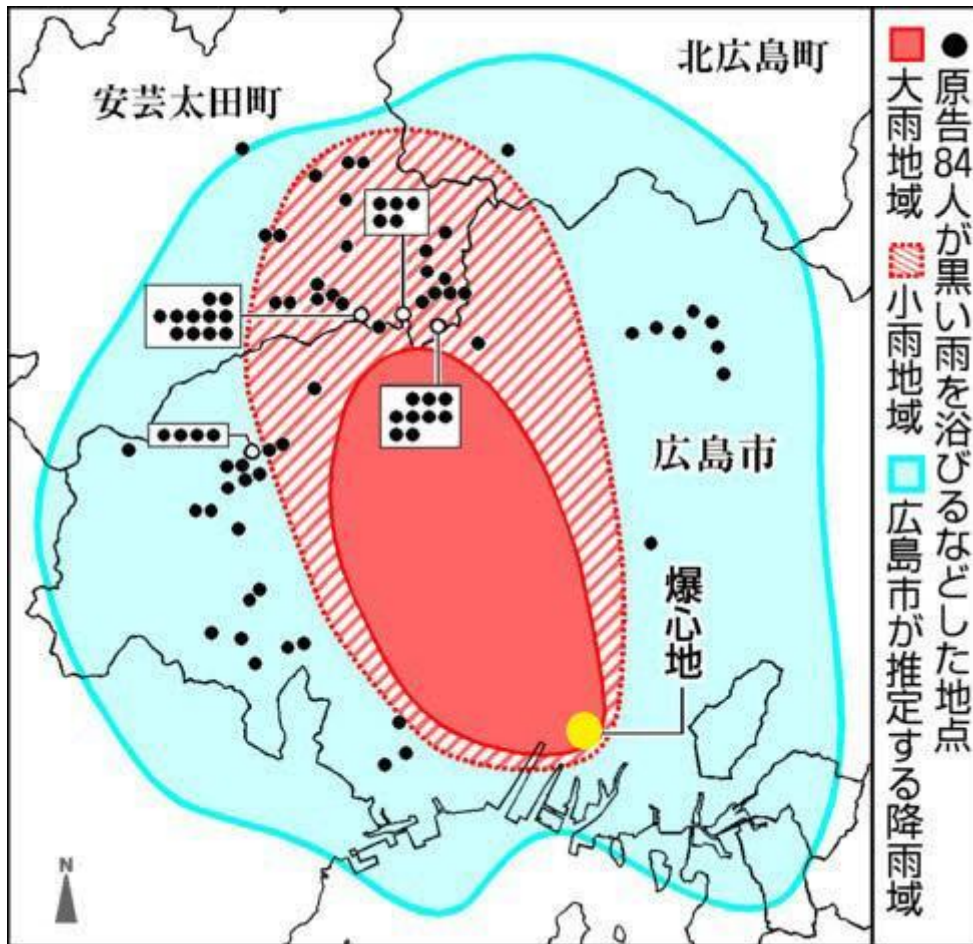 ●原告84人が黒い雨を浴びるなどした地点
大雨地域 小雨地域 広島市が推定する降雨域
北広島町
安芸太田町
広島市
爆心地
N